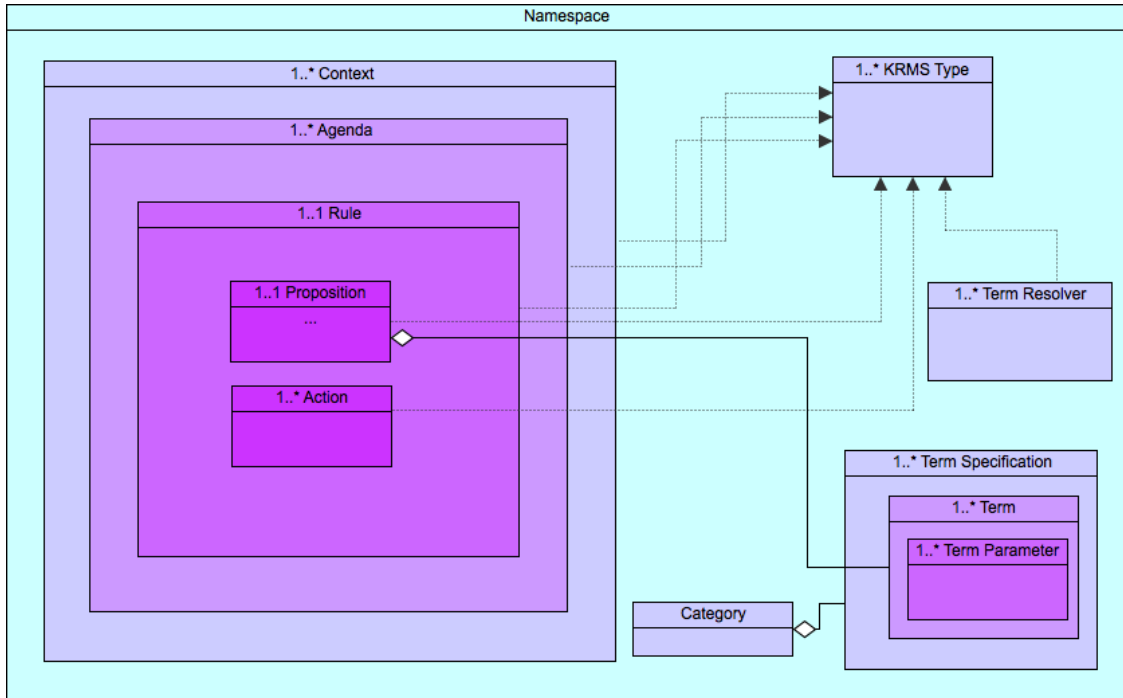 Namespace
1..* Context
1..* KRMS Type
1..* Agenda
1..1 Rule
1..1 Proposition
...
1..* Term Resolver
1..* Action
1..* Term Specification
1..* Term
1..* Term Parameter
Category